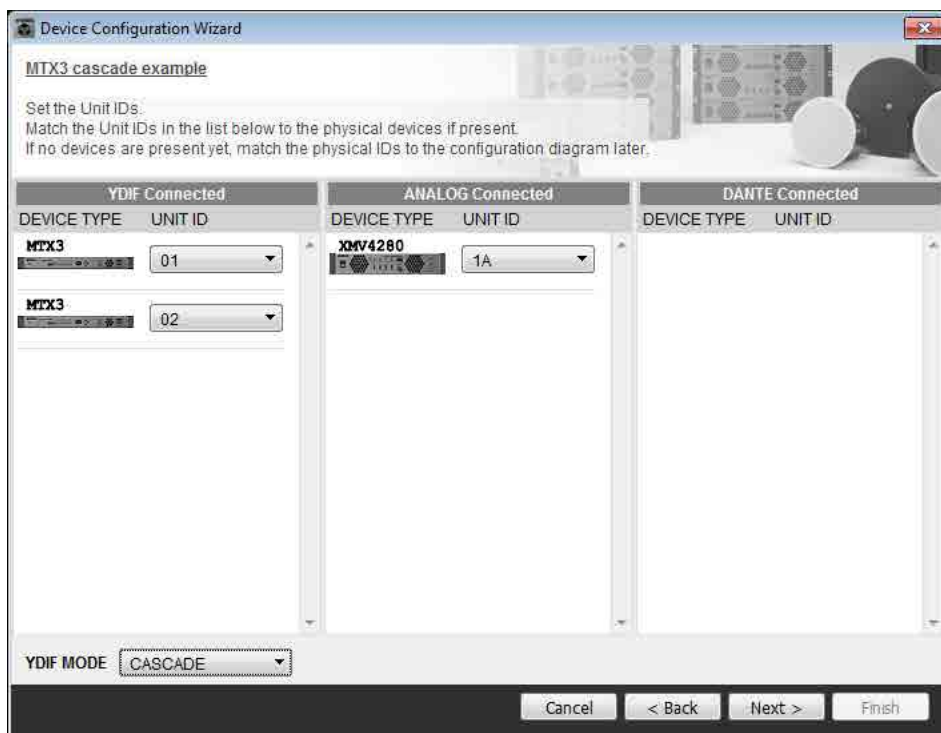 Device Configuration Wizard
MTX3 cascade example
Set the Unit IDs.
Match the Unit IDs in the list below to the physical devices if present.
If no devices are present yet, match the physical IDs to the configuration diagram later.
YDIF Connected
DEVICE TYPE UNIT ID
MTX3
01
MTX3
02
ANALOG Connected
DEVICE TYPE UNIT ID
XMV4280
1A
DANTE Connected
DEVICE TYPE UNIT ID
YDIF MODE CASCADE
Cancel < Back Next > Finish